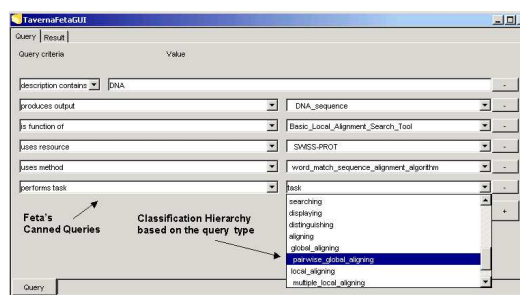 TavernaFetaGUI
Query Result
Query criteria Value
description contains DNA -
produces output DNA_sequence -
is function of Basic_Local_Alignment_Search_Tool -
uses resource SWISS-PROT -
uses method word_match_sequence_alignment_algorithm -
performs task task -
searching
displaying
distinguishing
aligning
global_aligning
pairwise_global_aligning
local_aligning
multiple_local_aligning
+
Feta's
Canned Queries
Classification Hierarchy
based on the query type
Query